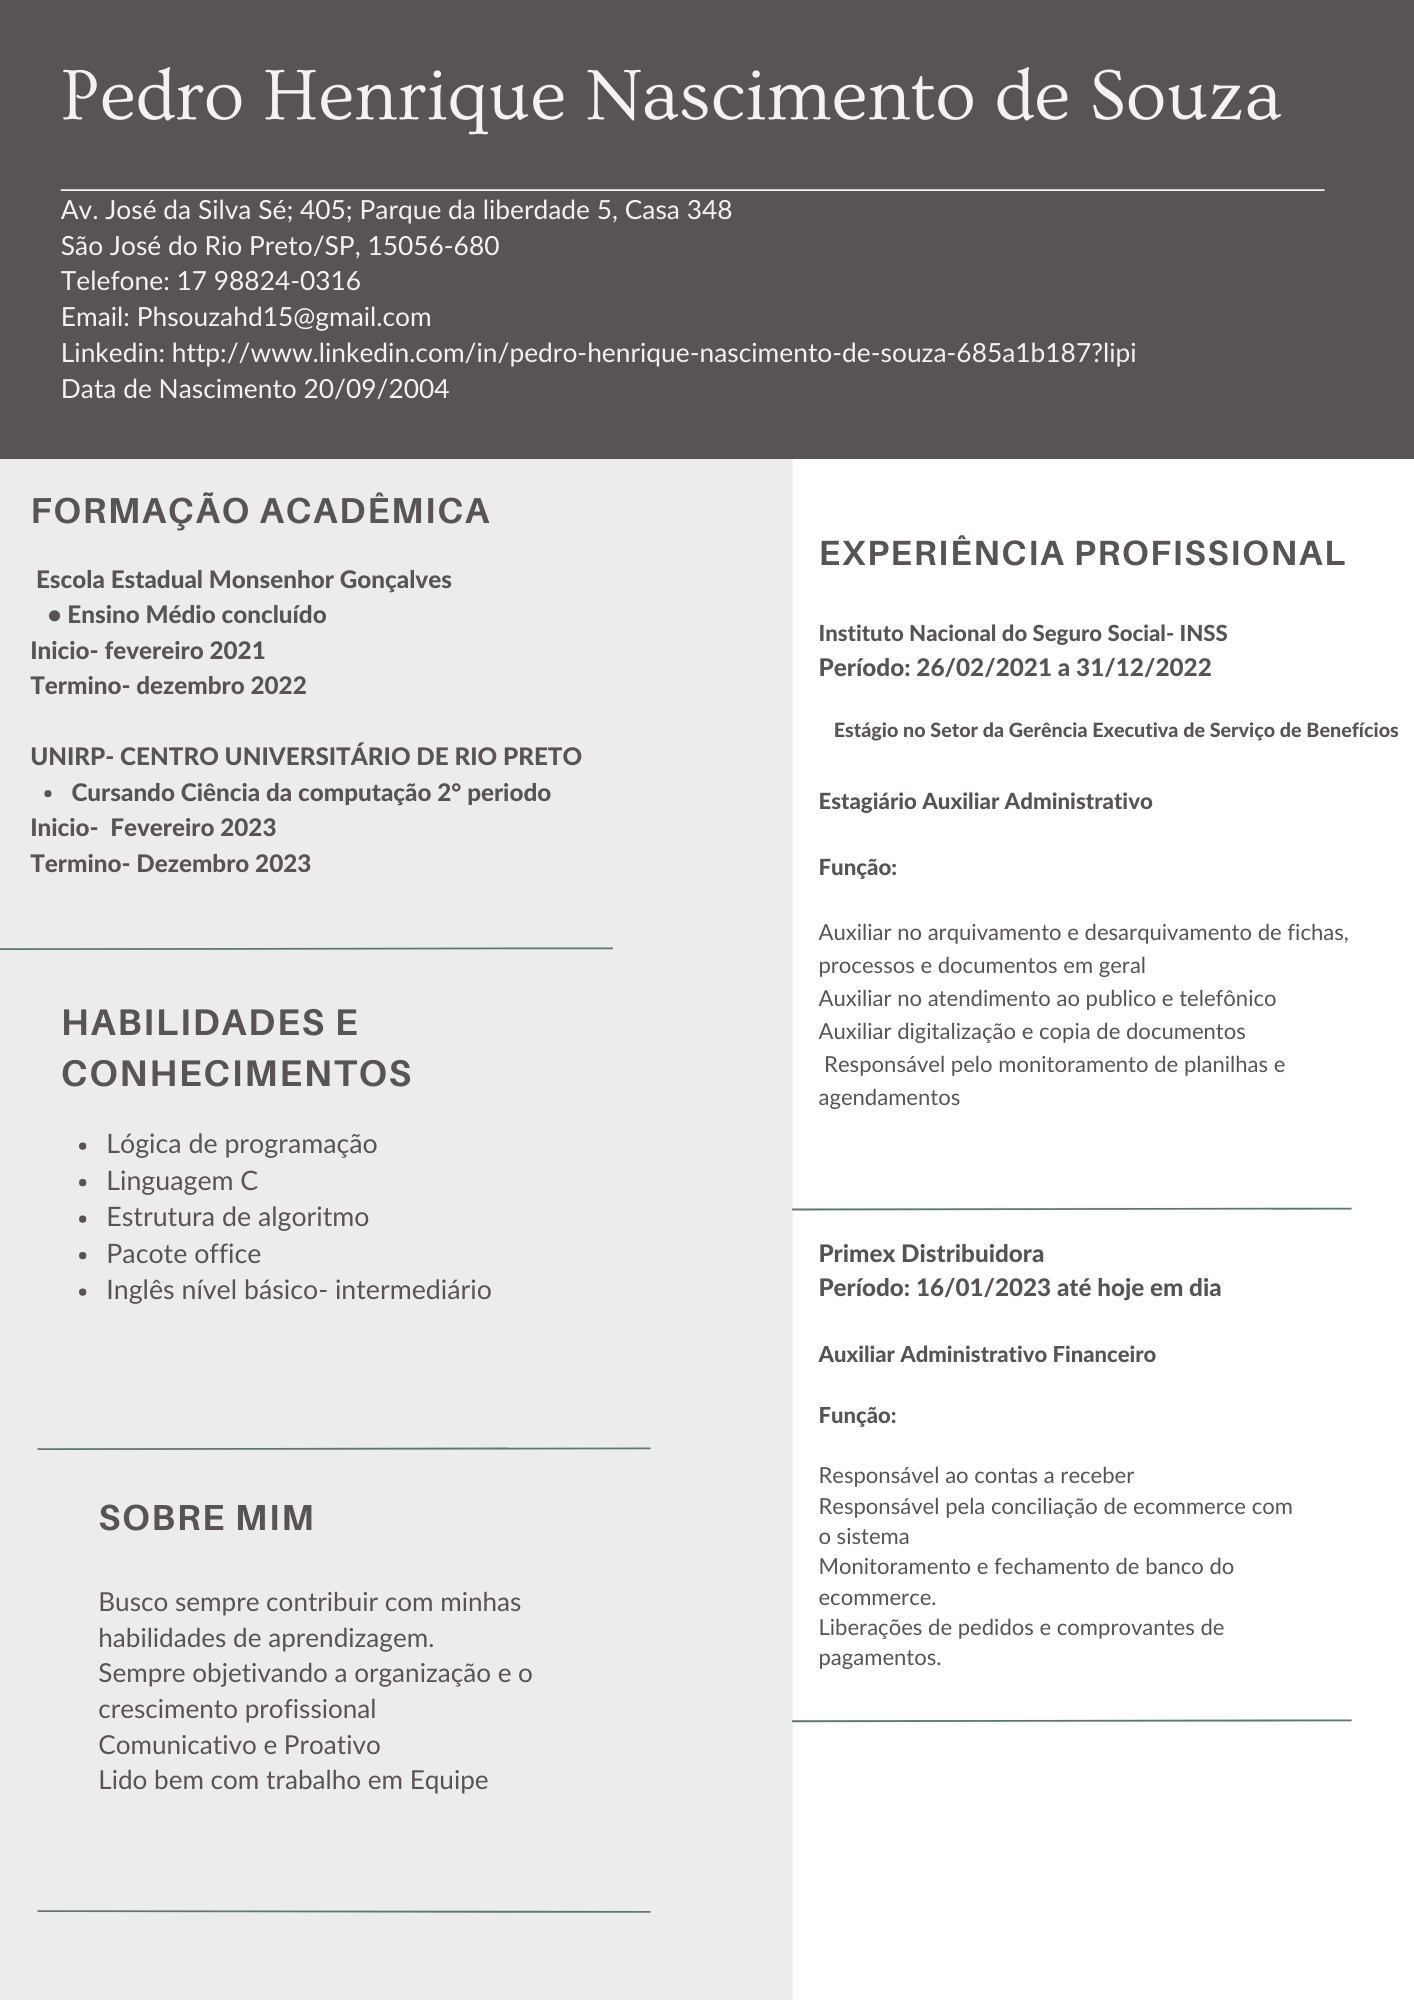 Pedro Henrique Nascimento de Souza
Av. José da Silva Sé; 405; Parque da liberdade 5, Casa 348
São José do Rio Preto/SP, 15056-680
Telefone: 17 98824-0316
Email: Phsouzahd15@gmail.com
Linkedin: http://www.linkedin.com/in/pedro-henrique-nascimento-de-souza-685a1b187?lipi
Data de Nascimento 20/09/2004
FORMAÇÃO ACADÊMICA
Escola Estadual Monsenhor Gonçalves
● Ensino Médio concluído
Inicio- fevereiro 2021
Termino- dezembro 2022
UNIRP- CENTRO UNIVERSITÁRIO DE RIO PRETO
• Cursando Ciência da computação 2° periodo
Inicio-  Fevereiro 2023
Termino- Dezembro 2023
HABILIDADES E
CONHECIMENTOS
• Lógica de programação
• Linguagem C
• Estrutura de algoritmo
• Pacote office
• Inglês nível básico- intermediário
SOBRE MIM
Busco sempre contribuir com minhas
habilidades de aprendizagem.
Sempre objetivando a organização e o
crescimento profissional
Comunicativo e Proativo
Lido bem com trabalho em Equipe
EXPERIÊNCIA PROFISSIONAL
Instituto Nacional do Seguro Social- INSS
Período: 26/02/2021 a 31/12/2022
Estágio no Setor da Gerência Executiva de Serviço de Benefícios
Estagiário Auxiliar Administrativo
Função:
Auxiliar no arquivamento e desarquivamento de fichas,
processos e documentos em geral
Auxiliar no atendimento ao publico e telefônico
Auxiliar digitalização e copia de documentos
Responsável pelo monitoramento de planilhas e
agendamentos
Primex Distribuidora
Período: 16/01/2023 até hoje em dia
Auxiliar Administrativo Financeiro
Função:
Responsável ao contas a receber
Responsável pela conciliação de ecommerce com
o sistema
Monitoramento e fechamento de banco do
ecommerce.
Liberações de pedidos e comprovantes de
pagamentos.